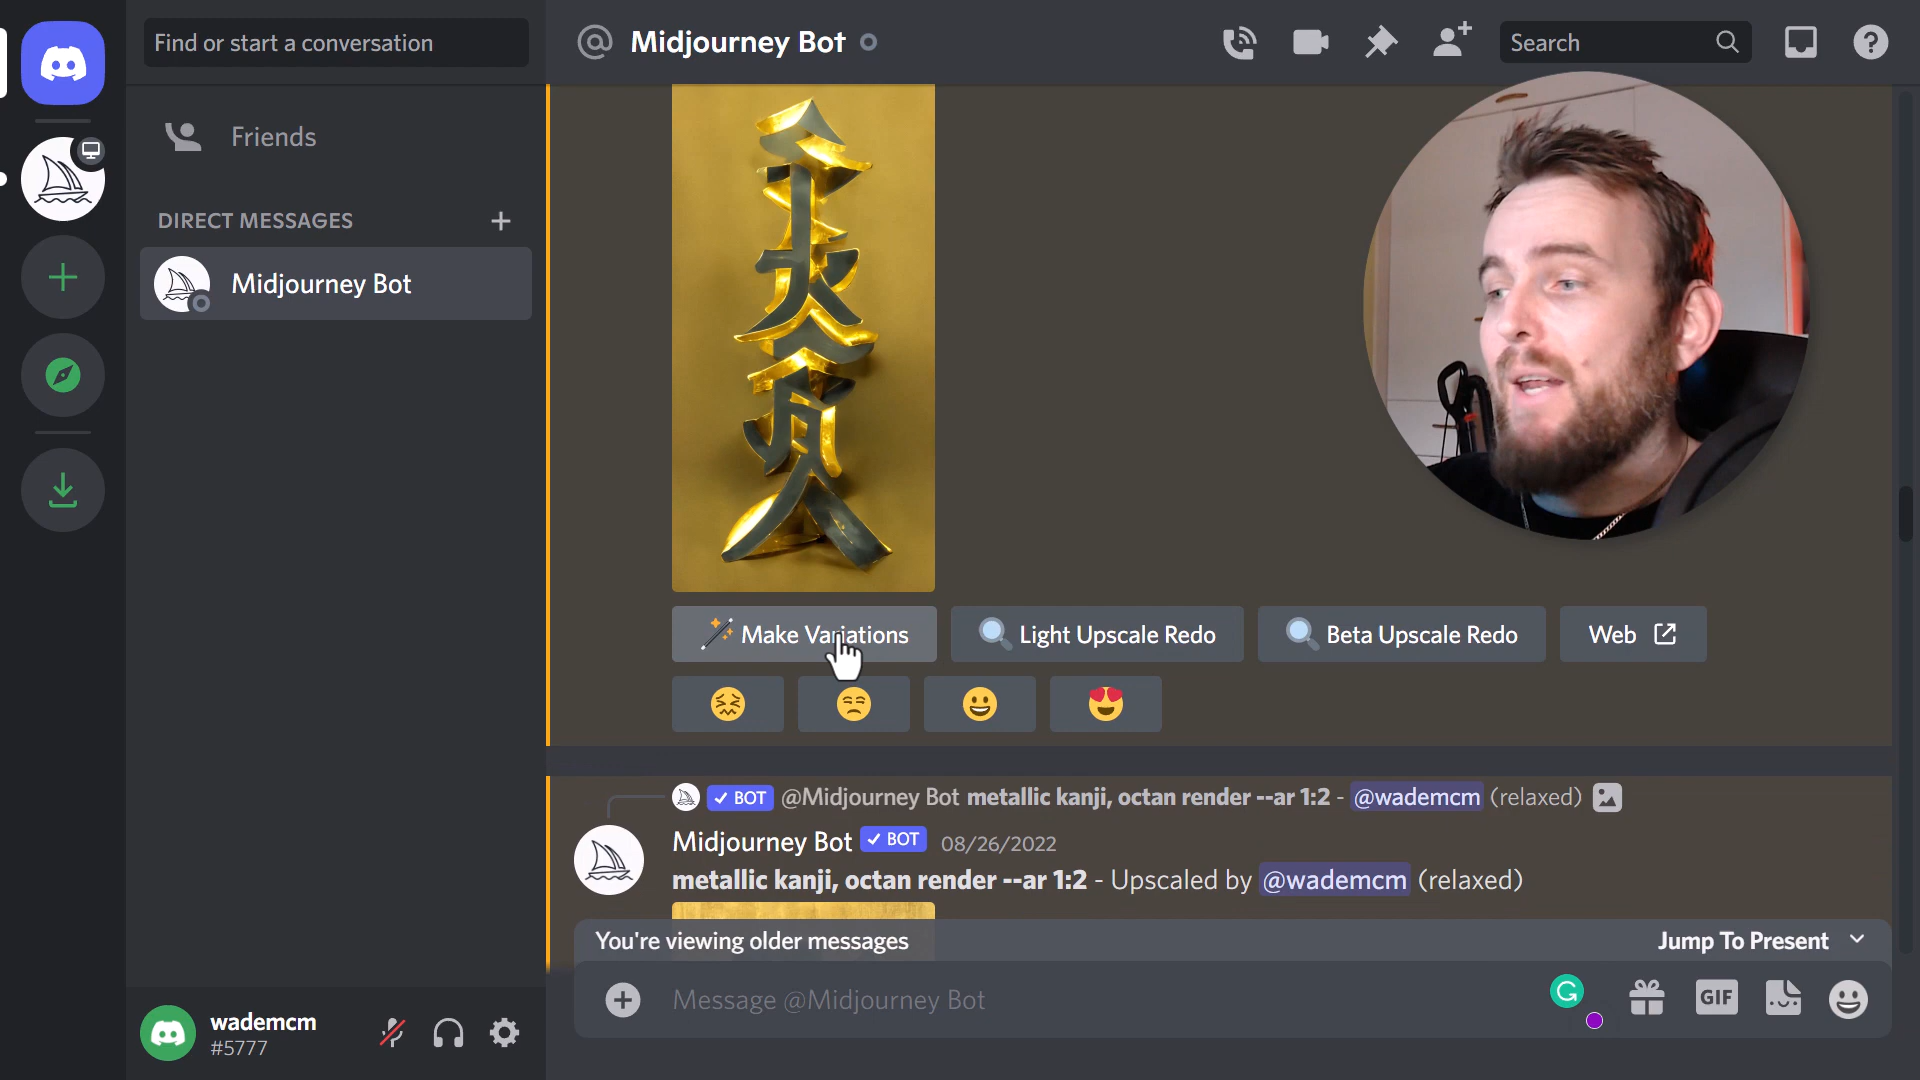 Find or start a conversation
Midjourney Bot
Search
Friends
DIRECT MESSAGES
Midjourney Bot
Make Variations
Light Upscale Redo
Beta Upscale Redo
Web
BOT @Midjourney Bot metallic kanji, octan render --ar 1:2 - @wademcm (relaxed)
Midjourney Bot BOT 08/26/2022
metallic kanji, octan render --ar 1:2 - Upscaled by @wademcm (relaxed)
You're viewing older messages
Jump To Present
Message @Midjourney Bot
GIF
wademcm
#5777